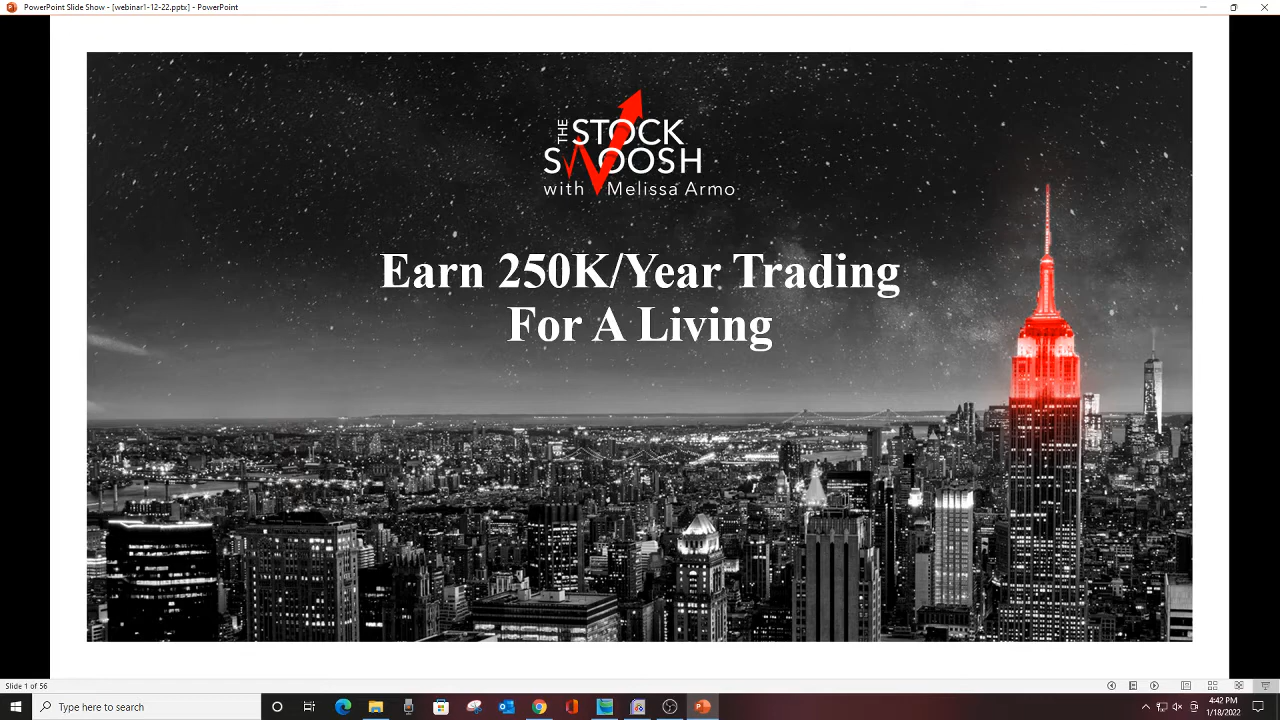 PowerPoint Slide Show - [webinar1-12-22.pptx] - PowerPoint
THE STOCK
SWOOSH
with Melissa Armo
Earn 250K/Year Trading
For A Living
Slide 1 of 56
Type here to search
4:42 PM
1/18/2022